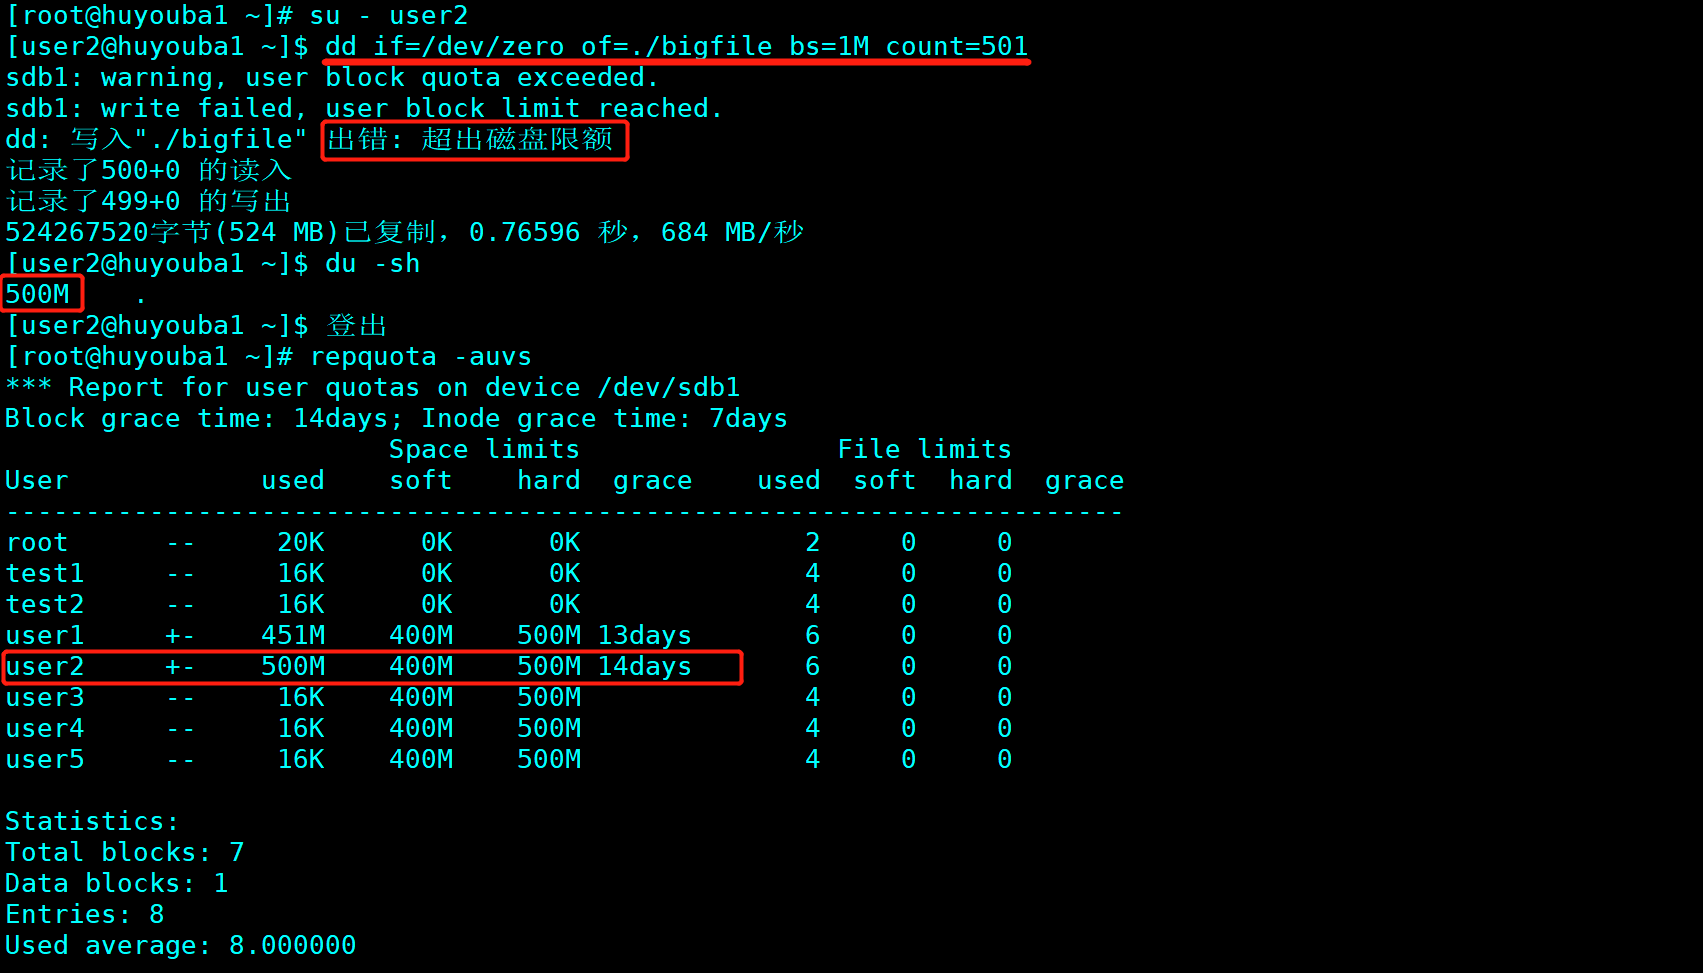 [root@huyouba1 ~]# su - user2
[user2@huyouba1 ~]$ dd if=/dev/zero of=./bigfile bs=1M count=501
sdb1: warning, user block quota exceeded.
sdb1: write failed, user block limit reached.
dd: 写入"./bigfile" 出错: 超出磁盘限额
记录了500+0 的读入
记录了499+0 的写出
524267520字节(524 MB)已复制，0.76596 秒，684 MB/秒
[user2@huyouba1 ~]$ du -sh
500M    .
[user2@huyouba1 ~]$ 登出
[root@huyouba1 ~]# repquota -auvs
*** Report for user quotas on device /dev/sdb1
Block grace time: 14days; Inode grace time: 7days
                        Space limits                File limits
User            used    soft    hard  grace    used  soft  hard  grace
----------------------------------------------------------------------
root      --     20K      0K      0K              2     0     0
test1     --     16K      0K      0K              4     0     0
test2     --     16K      0K      0K              4     0     0
user1     +-    451M    400M    500M 13days       6     0     0
user2     +-    500M    400M    500M 14days       6     0     0
user3     --     16K    400M    500M              4     0     0
user4     --     16K    400M    500M              4     0     0
user5     --     16K    400M    500M              4     0     0
Statistics:
Total blocks: 7
Data blocks: 1
Entries: 8
Used average: 8.000000